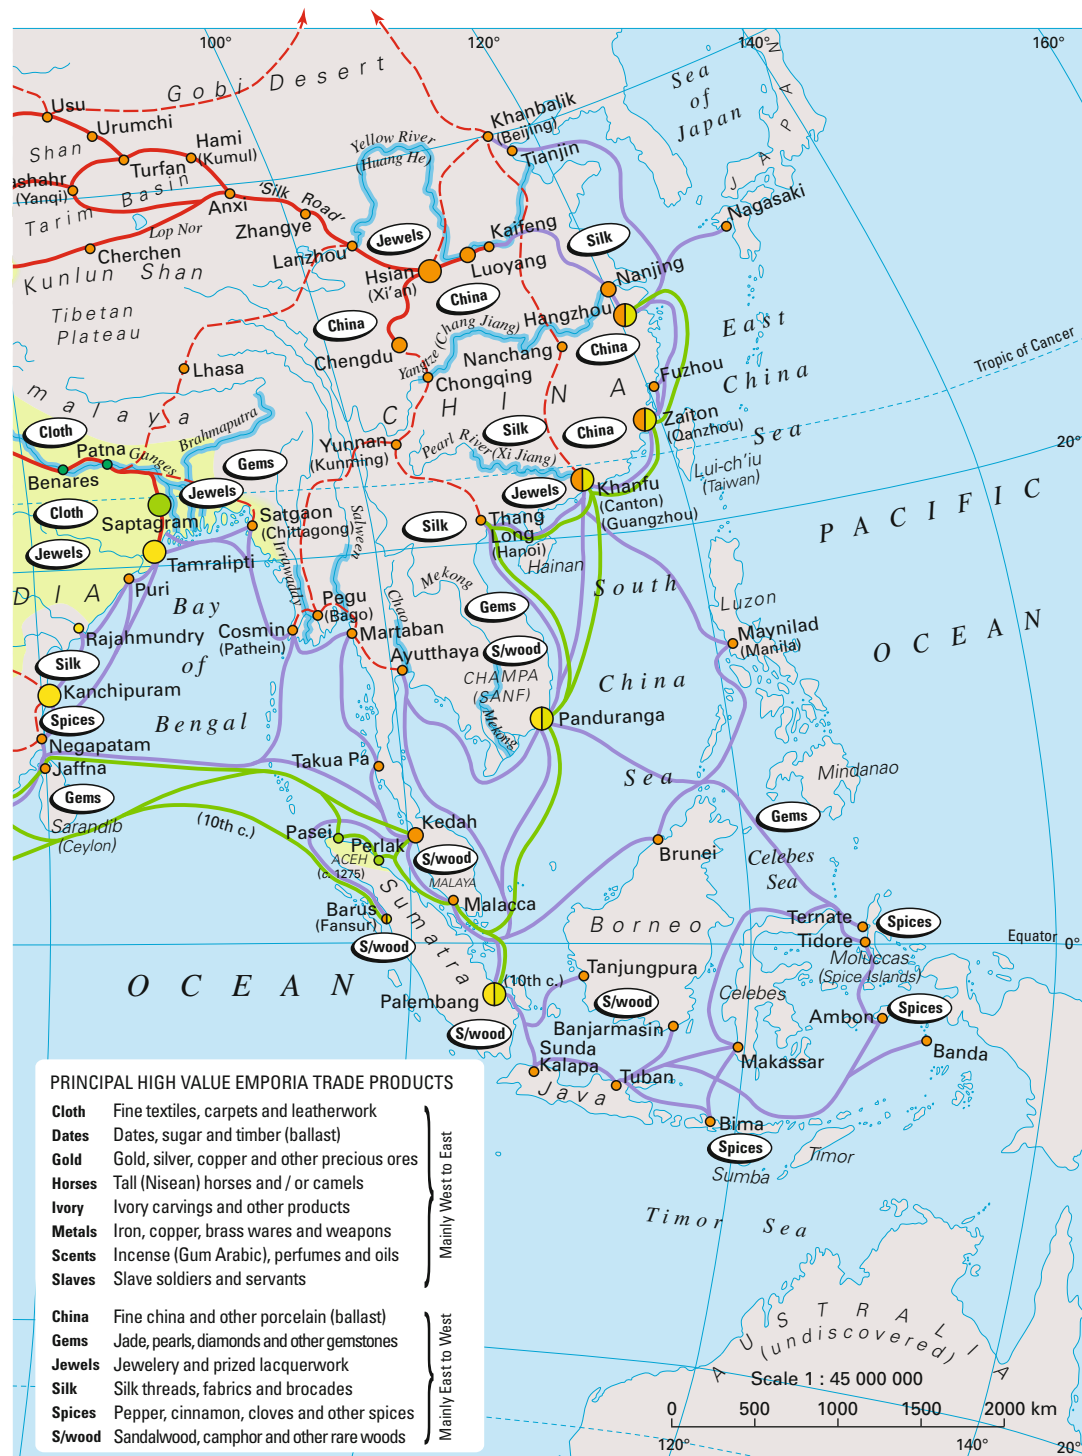 100°
120°
140°
160°
Gobi Desert
Sea
of
Japan
JAPAN
Usu
Urumchi
Hami
(Kumul)
Shan
Turfan
eshahr
(Yanqi)
Tarim Basin
Anxi
'Silk Road'
Zhangye
Lop Nor
Cherchen
Kunlun Shan
Lanzhou
Yellow River
(Huang He)
Khanbalik
(Beijing)
Tianjin
Jewels
Kaifeng
Silk
Nagasaki
Hsian
(Xi'an)
Luoyang
Nanjing
China
Tibetan
Plateau
China
Hangzhou
East
China
Sea
Chengdu
Yangtze (Chang Jiang)
Nanchang
China
Tropic of Cancer
Lhasa
Chongqing
Fuzhou
malaya
CHINA
Cloth
Brahmaputra
Silk
China
Zaiton
(Qanzhou)
20°
Patna
Ganges
Yunnan
(Kunming)
Pearl River (Xi Jiang)
Lui-ch'iu
(Taiwan)
Benares
Gems
Jewels
Jewels
Khanfu
(Canton)
(Guangzhou)
PACIFIC
OCEAN
Cloth
Saptagram
Satgaon
(Chittagong)
Salween
Silk
Thang
Long
(Hanoi)
Jewels
Tamralipti
Irrawaddy
Hainan
South
China
Sea
DIA
Puri
Bay
of
Bengal
Pegu
(Bago)
Chao
Mekong
Gems
Luzon
Rajahmundry
Cosmin
(Pathein)
Martaban
Maynilad
(Manila)
Silk
Ayutthaya
S/wood
CHAMPA
(SANF)
Kanchipuram
Spices
Mekong
Panduranga
Negapatam
Takua Pa
Mindanao
Jaffna
Gems
Sarandib
(Ceylon)
(10th c.)
Pasei
Kedah
Gems
Perlak
ACEH
(c. 1275)
S/wood
MALAYA
Brunei
Celebes
Sea
Sumatra
Malacca
Barus
(Fansur)
Borneo
Ternate
Spices
S/wood
Tidore
Equator
0°
Moluccas
(Spice Islands)
OCEAN
(10th c.)
Tanjungpura
Palembang
S/wood
Celebes
Ambon
Spices
S/wood
Banjarmasin
Sunda
Kalapa
Makassar
Banda
Tuban
Java
Bima
Spices
Timor
Sumba
Timor Sea
AUSTRALIA
(undiscovered)
PRINCIPAL HIGH VALUE EMPORIA TRADE PRODUCTS
Cloth Fine textiles, carpets and leatherwork
Dates Dates, sugar and timber (ballast)
Gold Gold, silver, copper and other precious ores
Horses Tall (Nisean) horses and / or camels
Ivory Ivory carvings and other products
Metals Iron, copper, brass wares and weapons
Scents Incense (Gum Arabic), perfumes and oils
Slaves Slave soldiers and servants
Mainly West to East
China Fine china and other porcelain (ballast)
Gems Jade, pearls, diamonds and other gemstones
Jewels Jewelery and prized lacquerwork
Silk Silk threads, fabrics and brocades
Spices Pepper, cinnamon, cloves and other spices
S/wood Sandalwood, camphor and other rare woods
Mainly East to West
Scale 1 : 45 000 000
0 500 1000 1500 2000 km
120°
140°
20°